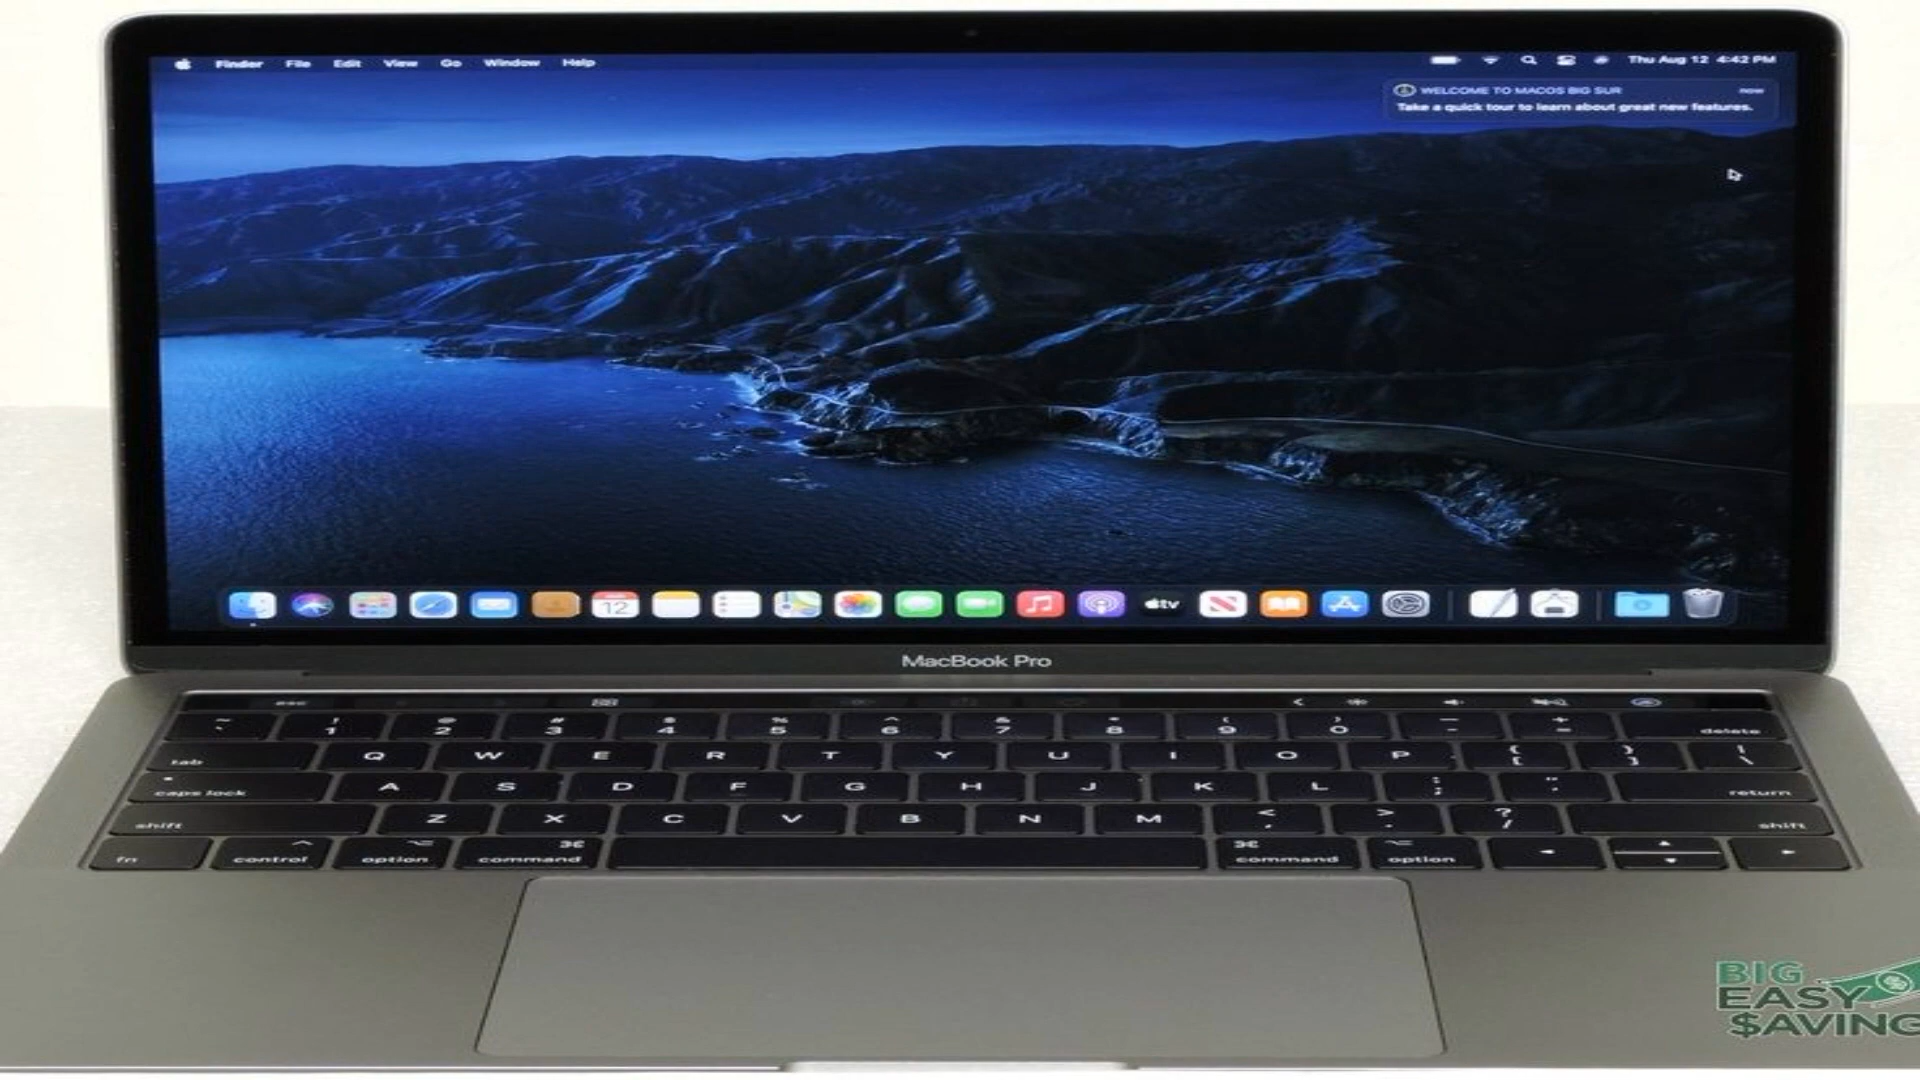 Finder File Edit View Go Window Help
Thu Aug 12 4:42 PM
WELCOME TO MACOS BIG SUR now
Take a quick tour to learn about great new features.
12
tv
MacBook Pro
esc
~ ! @ # $ % ^ & * ( ) _ +
` 1 2 3 4 5 6 7 8 9 0 - = delete
tab Q W E R T Y U I O P { [ } ] | \
caps lock A S D F G H J K L : ; " ' return
shift Z X C V B N M < , > . ? / shift
fn control option command command option
BIG
EASY
$AVING